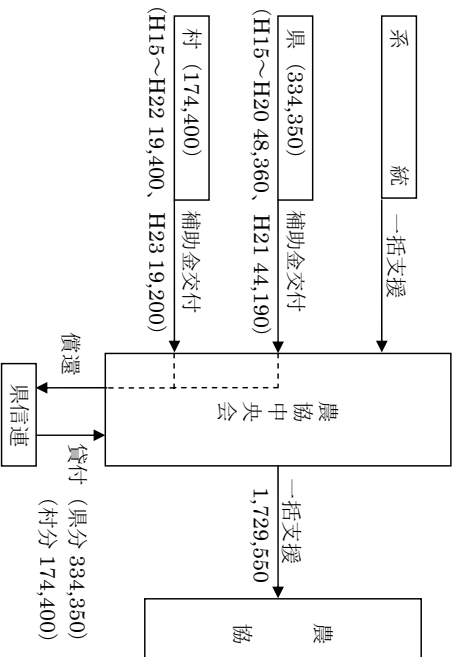 系　　　統
一括支援
県（334,350）
補助金交付
（H15～H20 48,360、H21 44,190）
村（174,400）
補助金交付
（H15～H22 19,400、H23 19,200）
農協中央会
償還
貸付（県分 334,350）
（村分 174,400）
県信連
一括支援
1,729,550
農　　協